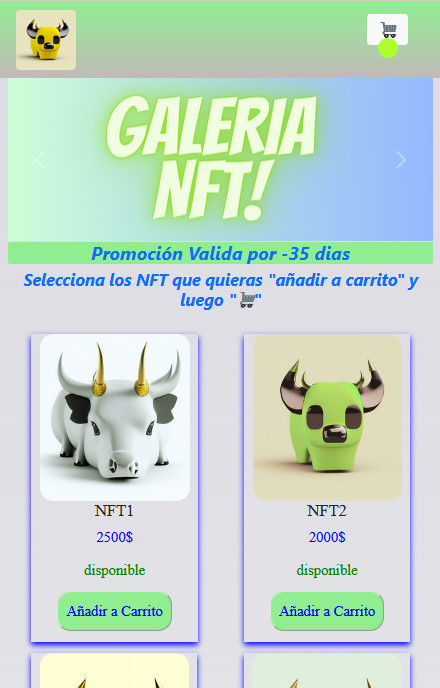 GALERIA
NFT!
Promoción Valida por -35 dias
Selecciona los NFT que quieras "añadir a carrito" y
luego "🛒"
NFT1
2500$
disponible
Añadir a Carrito
NFT2
2000$
disponible
Añadir a Carrito